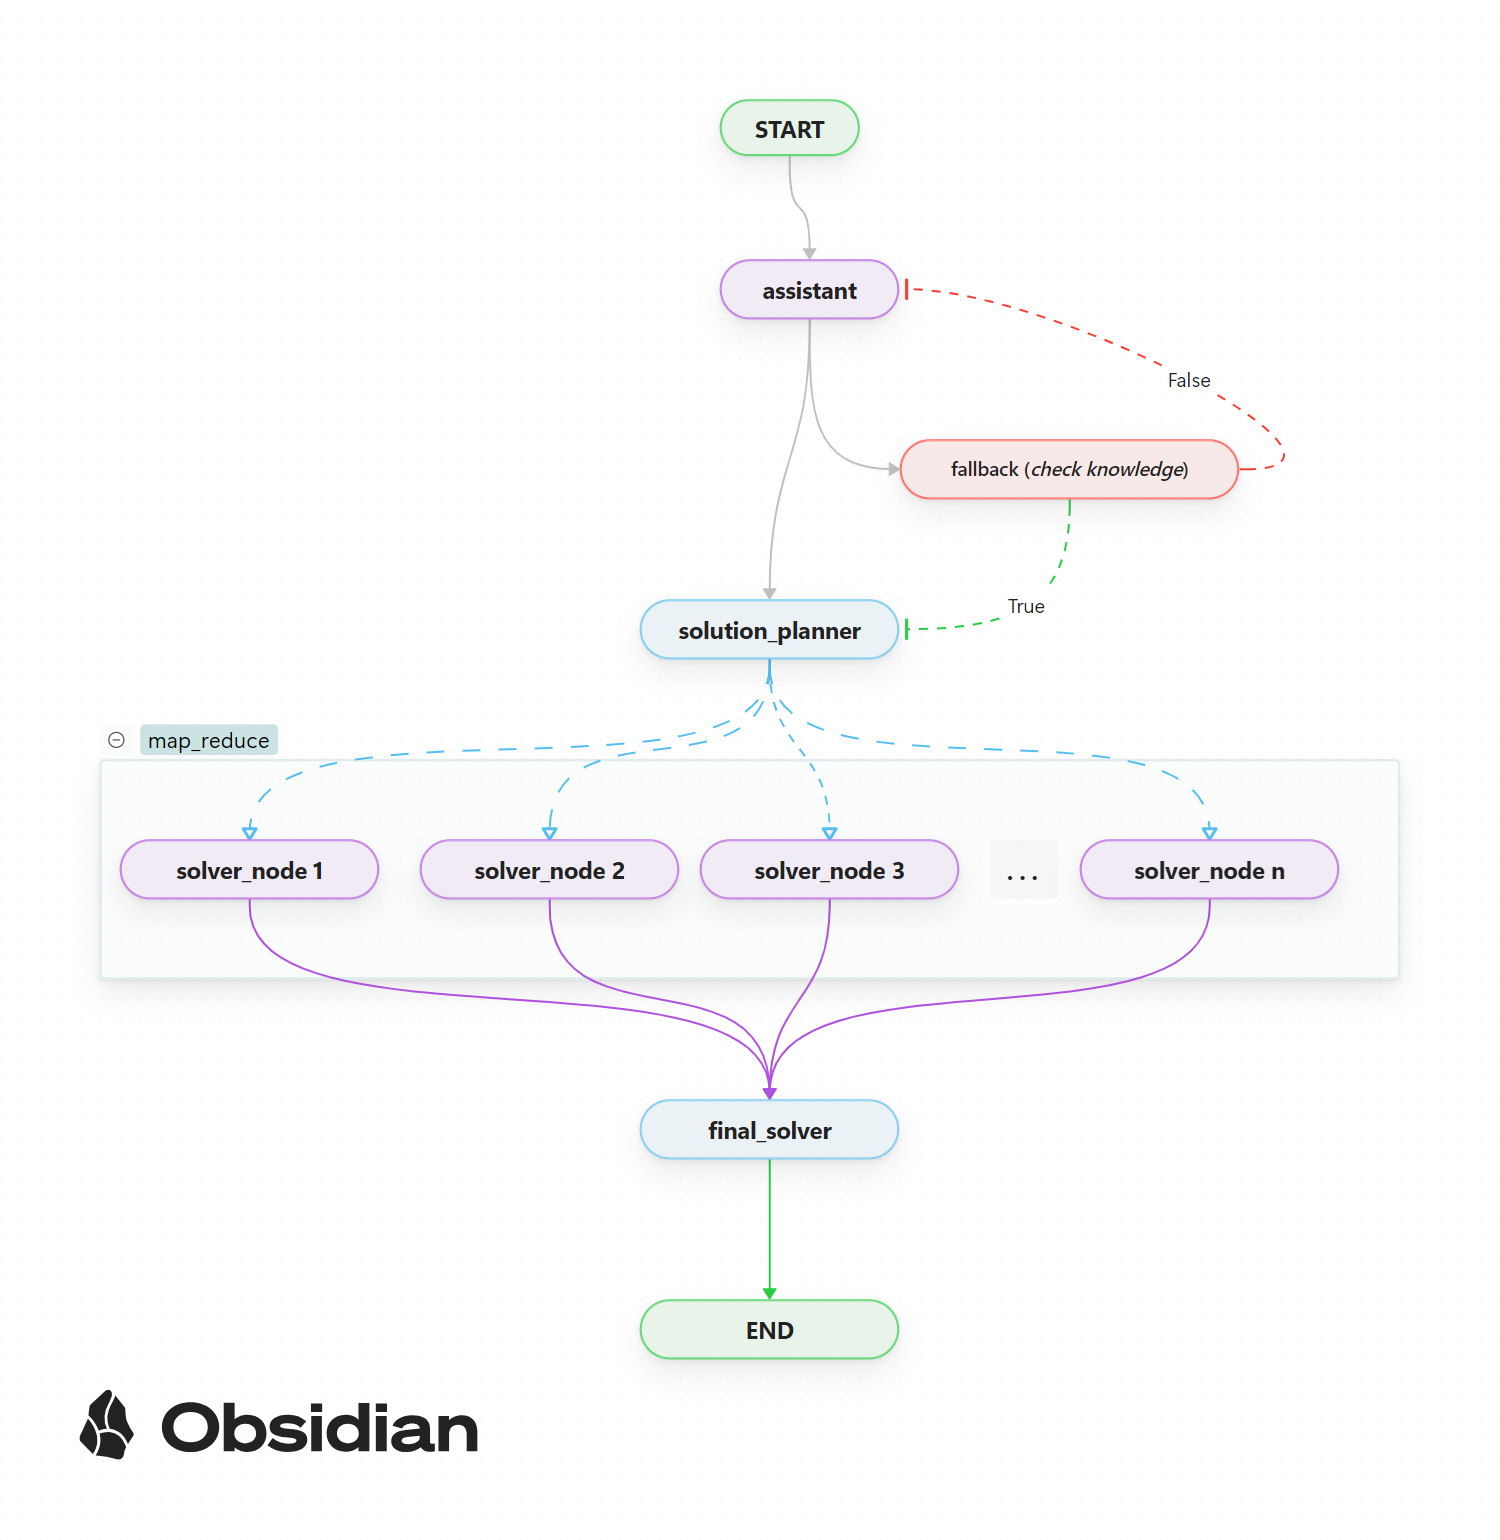 START
assistant
False
fallback (check knowledge)
True
solution_planner
map_reduce
solver_node 1
solver_node 2
solver_node 3
...
solver_node n
final_solver
END
Obsidian